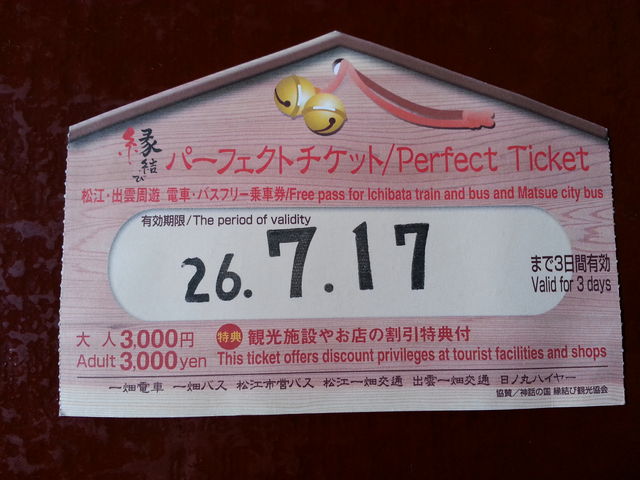 縁結び パーフェクトチケット/Perfect Ticket
松江・出雲周遊 電車・バスフリー乗車券/Free pass for Ichibata train and bus and Matsue city bus
有効期限/The period of validity
26.7.17
まで3日間有効
Valid for 3 days
大人 3,000円
Adult 3,000yen
特典 観光施設やお店の割引特典付
This ticket offers discount privileges at tourist facilities and shops
一畑電車 一畑バス 松江市営バス 松江一畑交通 出雲一畑交通 日ノ丸ハイヤー
協賛/神話の国 縁結び観光協会